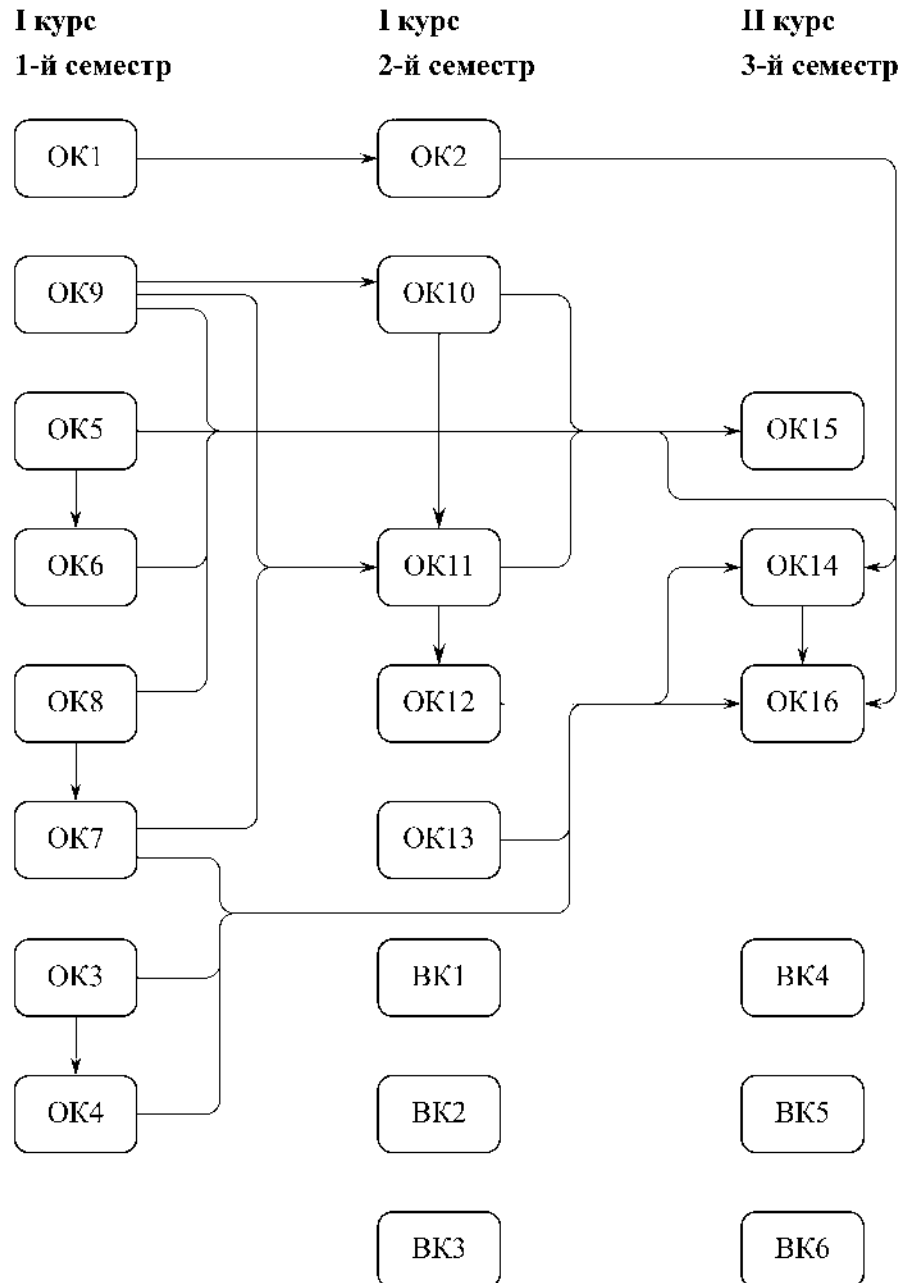 I курс I курс II курс
1-й семестр 2-й семестр 3-й семестр
ОК1 ОК2
ОК9 ОК10
ОК5 ОК15
ОК6 ОК11 ОК14
ОК8 ОК12 ОК16
ОК7 ОК13
ОК3 ВК1 ВК4
ОК4 ВК2 ВК5
ВК3 ВК6